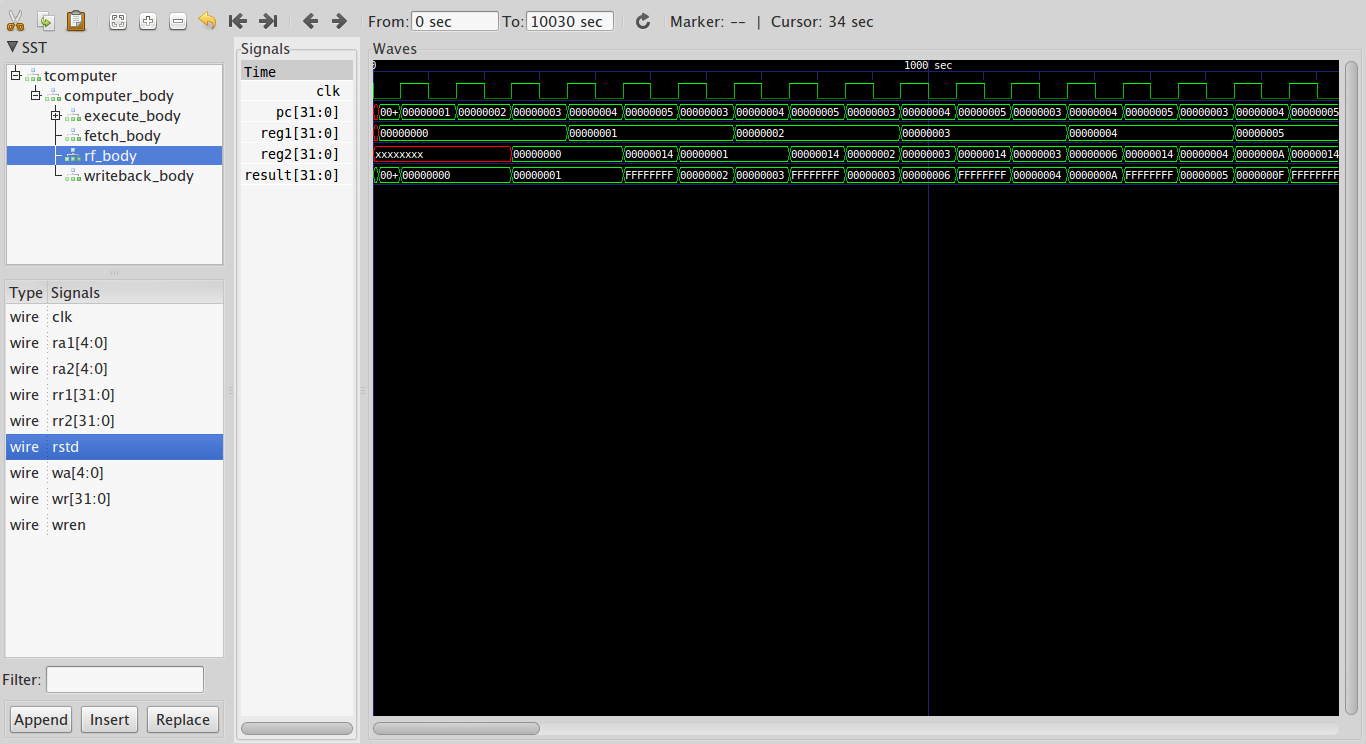 From: 0 sec To: 10030 sec Marker: -- | Cursor: 34 sec
SST
tcomputer
computer_body
execute_body
fetch_body
rf_body
writeback_body
Type Signals
wire clk
wire ra1[4:0]
wire ra2[4:0]
wire rr1[31:0]
wire rr2[31:0]
wire rstd
wire wa[4:0]
wire wr[31:0]
wire wren
Filter:
Append Insert Replace
Signals
Time
clk
pc[31:0]
reg1[31:0]
reg2[31:0]
result[31:0]
Waves
0 1000 sec
00+ 00000001 00000002 00000003 00000004 00000005 00000003 00000004 00000005 00000003 00000004 00000005 00000003 00000004 00000005 00000003 00000004 00000005
00000000 00000001 00000002 00000003 00000004 00000005
xxxxxxxx 00000000 00000014 00000001 00000014 00000002 00000003 00000014 00000003 00000006 00000014 00000004 0000000A 00000014
00+ 00000000 00000001 FFFFFFFF 00000002 00000003 FFFFFFFF 00000003 00000006 FFFFFFFF 00000004 0000000A FFFFFFFF 00000005 0000000F FFFFFFFF